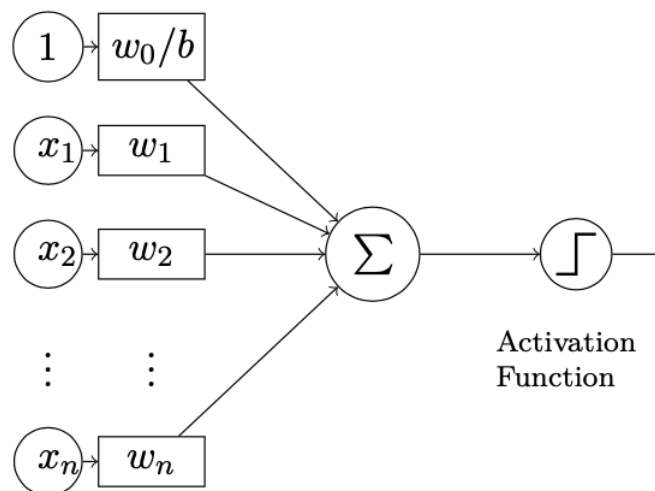 1 w₀/b
x₁ w₁
x₂ w₂
∑
Activation
Function
⋮ ⋮
xₙ wₙ